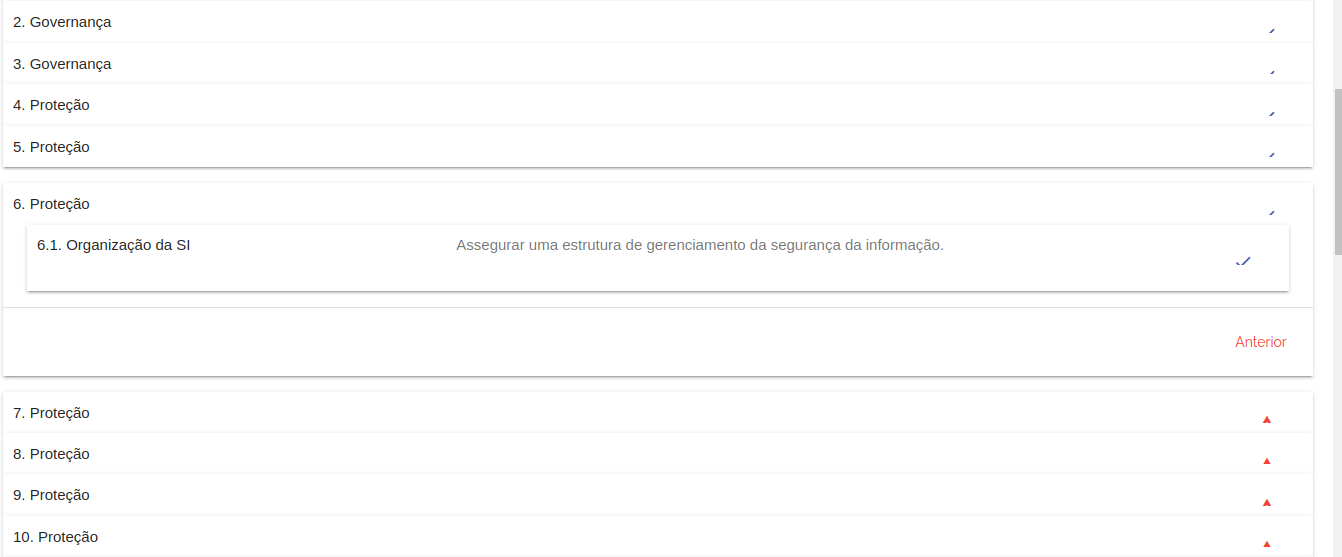 2. Governança
3. Governança
4. Proteção
5. Proteção
6. Proteção
6.1. Organização da SI Assegurar uma estrutura de gerenciamento da segurança da informação.
Anterior
7. Proteção
8. Proteção
9. Proteção
10. Proteção